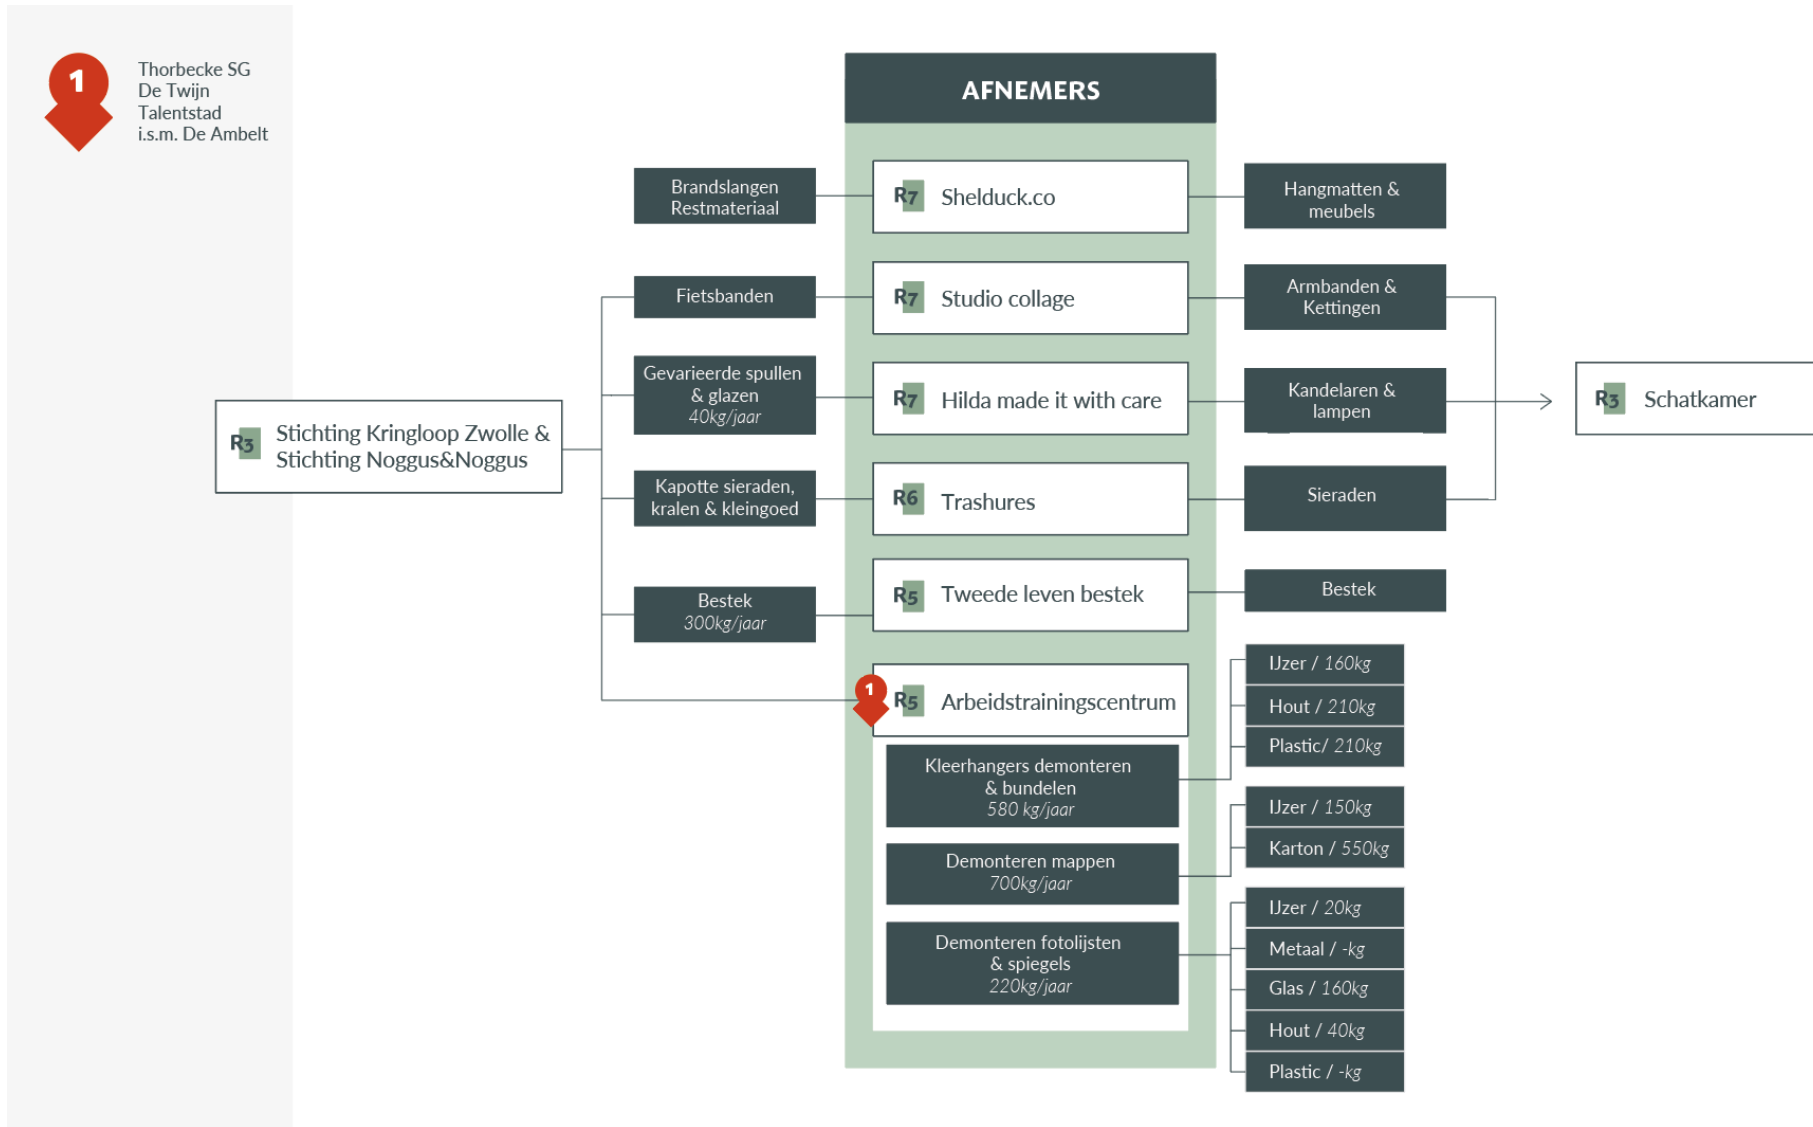 1
Thorbecke SG
De Twijn
Talentstad
i.s.m. De Ambelt
R3
Stichting Kringloop Zwolle &
Stichting Noggus&Noggus
AFNEMERS
Brandslangen
Restmateriaal
R7 Shelduck.co
Hangmatten &
meubels
Fietsbanden
R7 Studio collage
Armbanden &
Kettingen
Gevarieerde spullen
& glazen
40kg/jaar
R7 Hilda made it with care
Kandelaren &
lampen
R3 Schatkamer
Kapotte sieraden,
kralen & kleingoed
R6 Trashures
Sieraden
Bestek
300kg/jaar
R5 Tweede leven bestek
Bestek
1
R5 Arbeidstrainingscentrum
Kleerhangers demonteren
& bundelen
580 kg/jaar
IJzer / 160kg
Hout / 210kg
Plastic/ 210kg
Demonteren mappen
700kg/jaar
IJzer / 150kg
Karton / 550kg
Demonteren fotolijsten
& spiegels
220kg/jaar
IJzer / 20kg
Metaal / -kg
Glas / 160kg
Hout / 40kg
Plastic / -kg